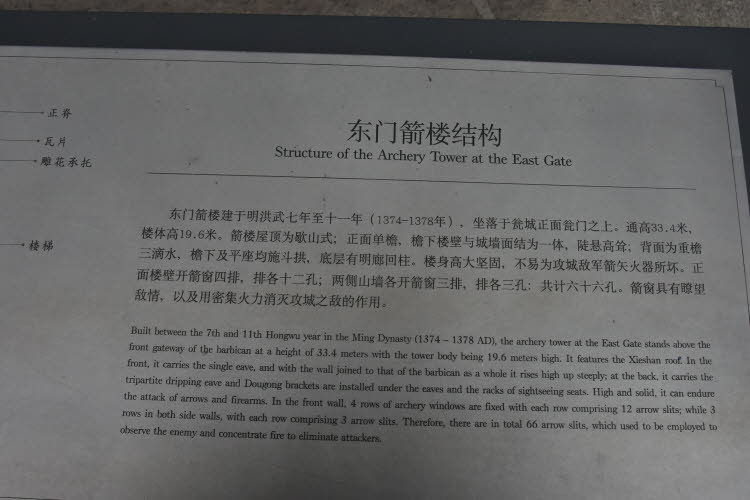 正脊
瓦片
雕花承托
楼梯
东门箭楼结构
Structure of the Archery Tower at the East Gate
东门箭楼建于明洪武七年至十一年（1374-1378年），坐落于瓮城正面瓮门之上。通高33.4米，
楼体高19.6米。箭楼屋顶为歇山式；正面单檐，檐下楼壁与城墙面结为一体，陡悬高耸；背面为重檐
三滴水，檐下及平座均施斗拱，底层有明廊回柱。楼身高大坚固，不易为攻城敌军箭矢火器所坏。正
面楼壁开箭窗四排，排各十二孔；两侧山墙各开箭窗三排，排各三孔：共计六十六孔。箭窗具有瞭望
敌情，以及用密集火力消灭攻城之敌的作用。
Built between the 7th and 11th Hongwu year in the Ming Dynasty (1374 – 1378 AD), the archery tower at the East Gate stands above the
front gateway of the barbican at a height of 33.4 meters with the tower body being 19.6 meters high. It features the Xieshan roof. In the
front, it carries the single eave, and with the wall joined to that of the barbican as a whole it rises high up steeply; at the back, it carries the
tripartite dripping eave and Dougong brackets are installed under the eaves and the racks of sightseeing seats. High and solid, it can endure
the attack of arrows and firearms. In the front wall, 4 rows of archery windows are fixed with each row comprising 12 arrow slits; while 3
rows in both side walls, with each row comprising 3 arrow slits. Therefore, there are in total 66 arrow slits, which used to be employed to
observe the enemy and concentrate fire to eliminate attackers.